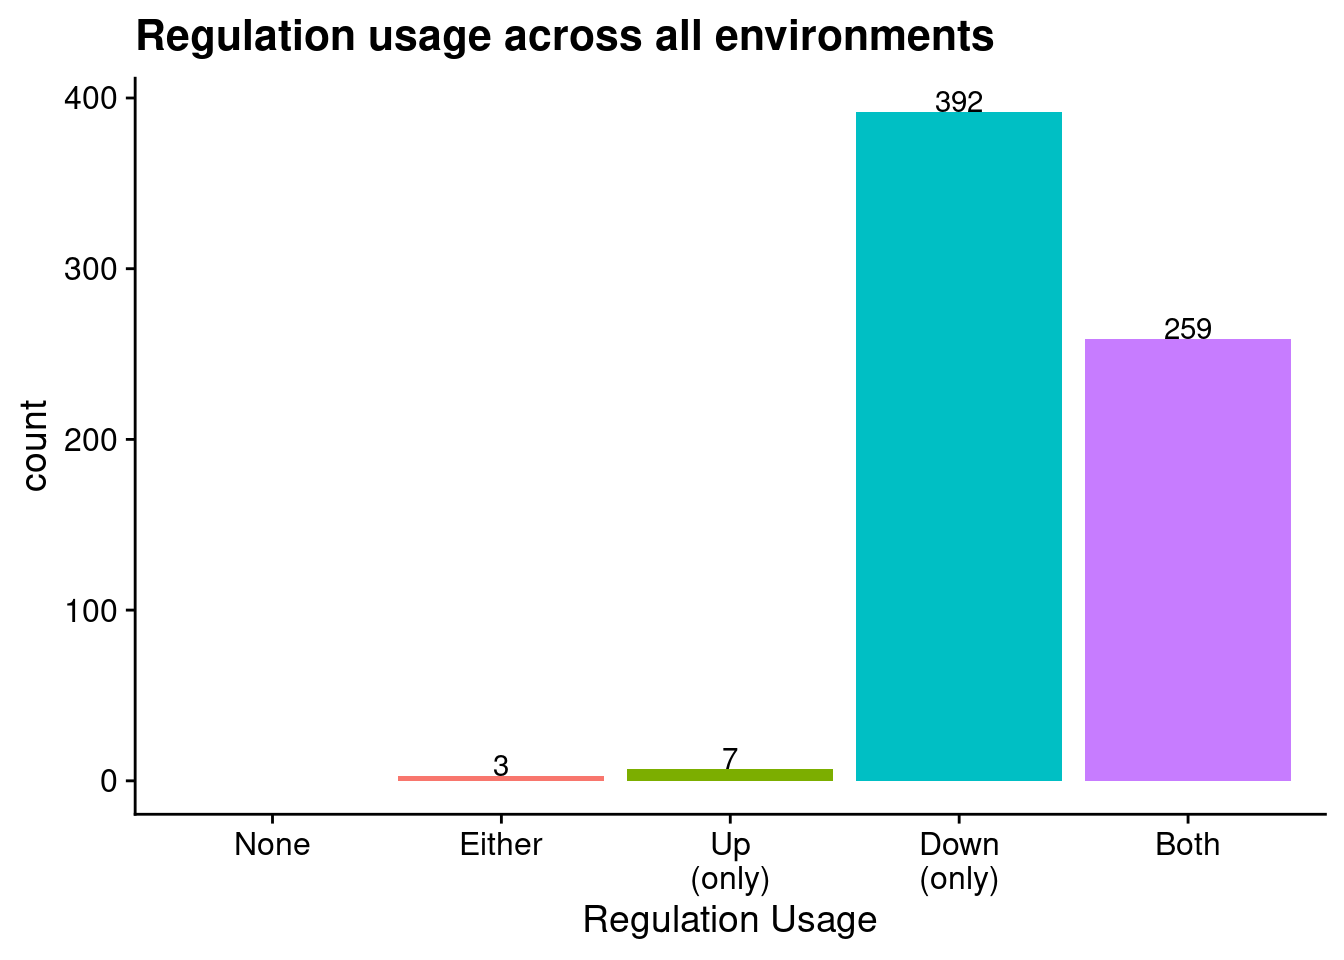 Regulation usage across all environments
count
400
300
200
100
0
392
259
3
7
None
Either
Up
(only)
Down
(only)
Both
Regulation Usage